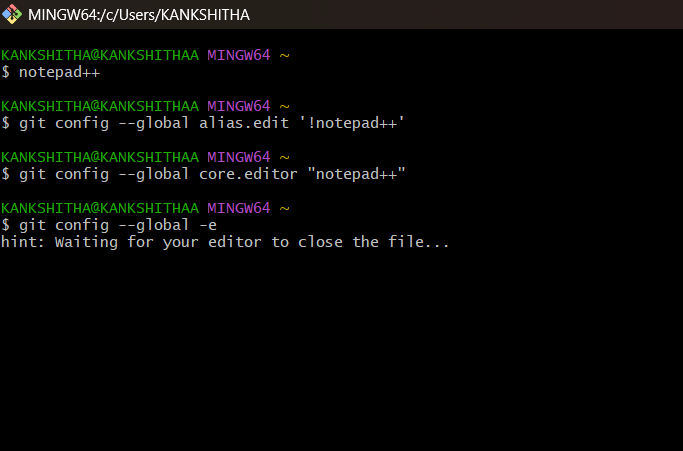 MINGW64:/c/Users/KANKSHITHA
KANKSHITHA@KANKSHITHAA MINGW64 ~
$ notepad++
KANKSHITHA@KANKSHITHAA MINGW64 ~
$ git config --global alias.edit '!notepad++'
KANKSHITHA@KANKSHITHAA MINGW64 ~
$ git config --global core.editor "notepad++"
KANKSHITHA@KANKSHITHAA MINGW64 ~
$ git config --global -e
hint: Waiting for your editor to close the file...